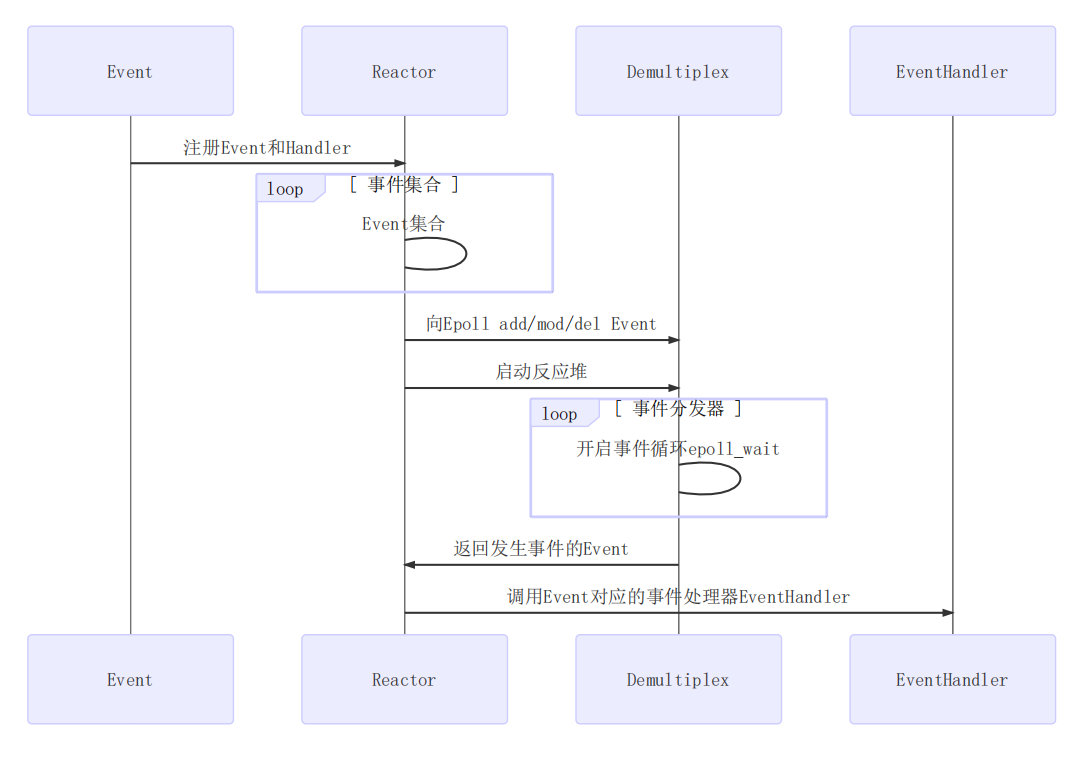 Event
Reactor
Demultiplex
EventHandler
注册Event和Handler
loop
[ 事件集合 ]
Event集合
向Epoll add/mod/del Event
启动反应堆
loop
[ 事件分发器 ]
开启事件循环epoll_wait
返回发生事件的Event
调用Event对应的事件处理器EventHandler
Event
Reactor
Demultiplex
EventHandler